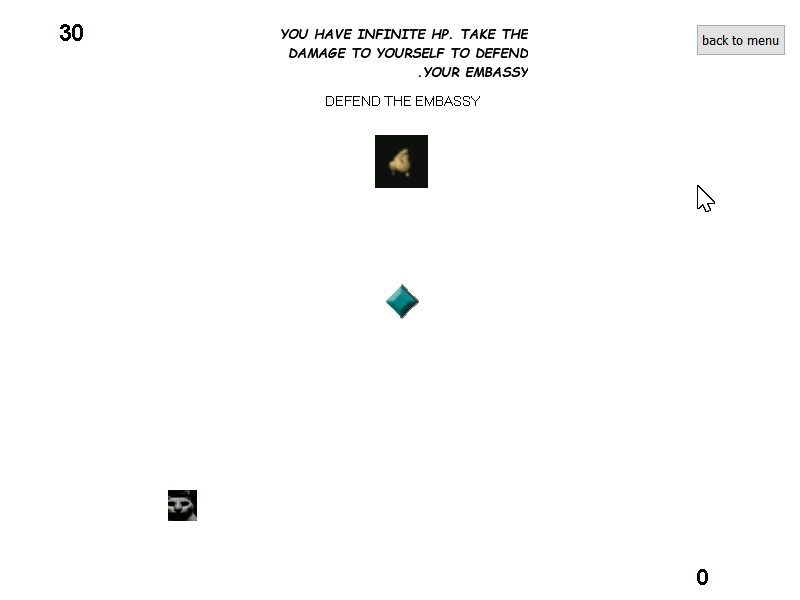 30
YOU HAVE INFINITE HP. TAKE THE
DAMAGE TO YOURSELF TO DEFEND
.YOUR EMBASSY
back to menu
DEFEND THE EMBASSY
0